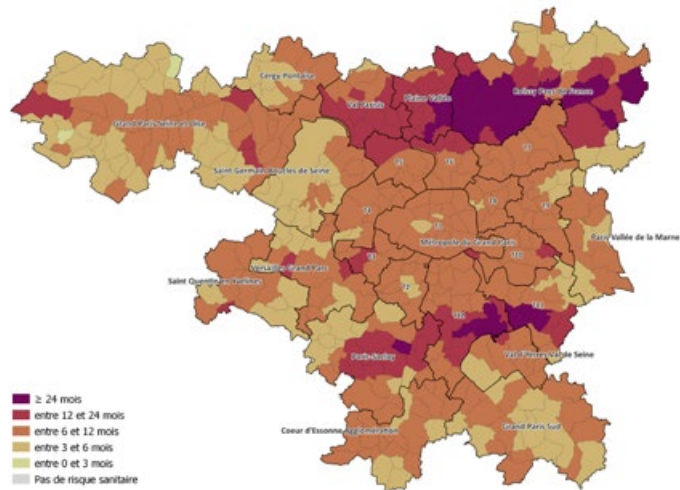 Cergy Pontoise
Val Parisis
Plaine Vallée
Roissy Pays de France
Grand Paris Seine et Oise
Saint Germain Boucles de Seine
T5
T6
T7
T4
T8
T9
T1
Métropole du Grand Paris
Paris Vallée de la Marne
T10
Versailles Grand Parc
T3
Saint Quentin en Yvelines
T2
T12
T11
Paris-Saclay
Val d'Yerres Val de Seine
Coeur d'Essonne Agglomération
Grand Paris Sud
≥ 24 mois
entre 12 et 24 mois
entre 6 et 12 mois
entre 3 et 6 mois
entre 0 et 3 mois
Pas de risque sanitaire